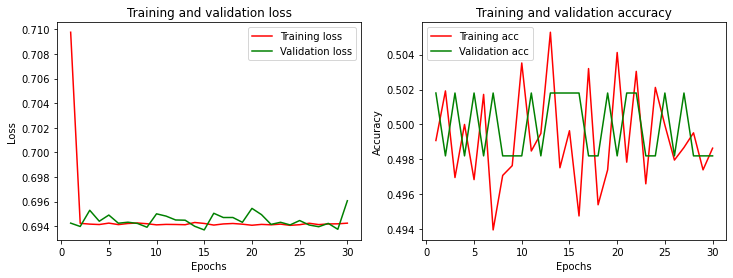 Training and validation loss
0.710
0.708
0.706
0.704
0.702
0.700
0.698
0.696
0.694
Loss
0
5
10
15
20
25
30
Epochs
Training loss
Validation loss
Training and validation accuracy
0.504
0.502
0.500
0.498
0.496
0.494
Accuracy
0
5
10
15
20
25
30
Epochs
Training acc
Validation acc